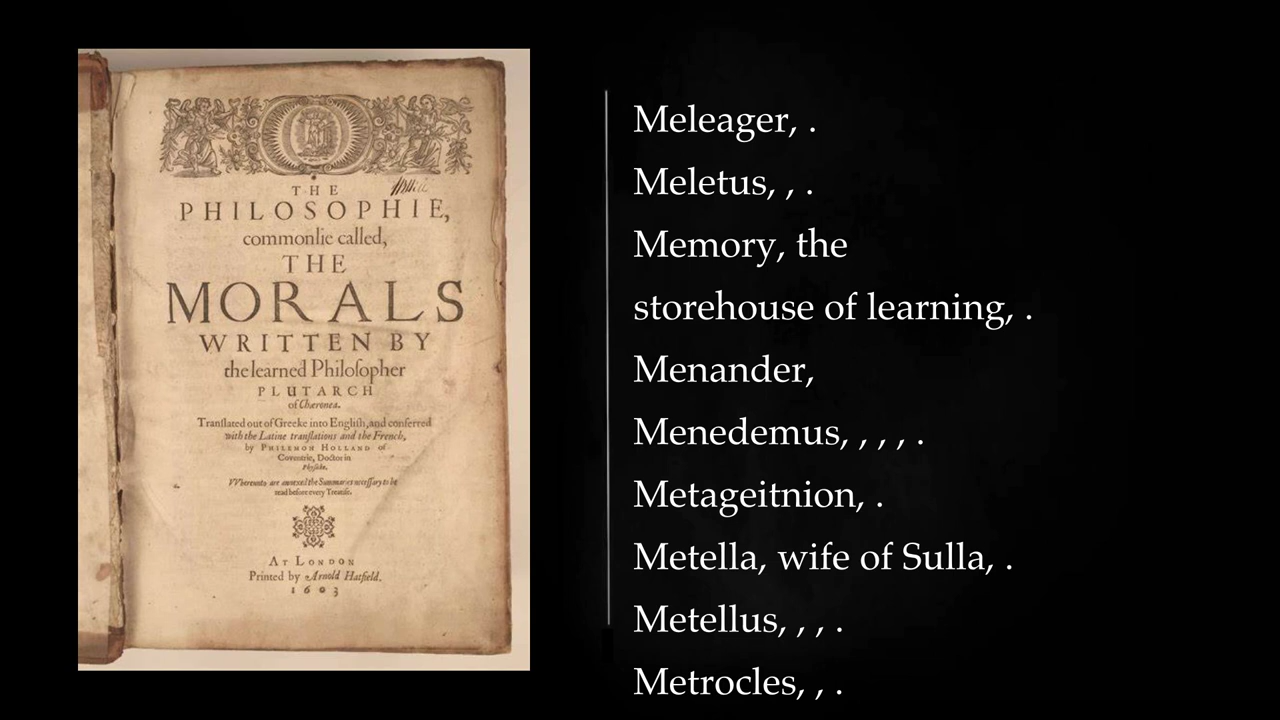 THE
PHILOSOPHIE,
commonlie called,
THE
MORALS
WRITTEN BY
the learned Philosopher
PLUTARCH
of Chæronea.
Translated out of Greeke into English, and conferred
with the Latine translations and the French,
by PHILEMON HOLLAND of
Coventrie, Doctor in
Physicke.
VVhereunto are annexed the Summaries necessary to be
read before every Treatise.
AT LONDON
Printed by Arnold Hatfield.
1603
Meleager, .
Meletus, , .
Memory, the
storehouse of learning, .
Menander,
Menedemus, , , , .
Metageitnion, .
Metella, wife of Sulla, .
Metellus, , , .
Metrocles, , .